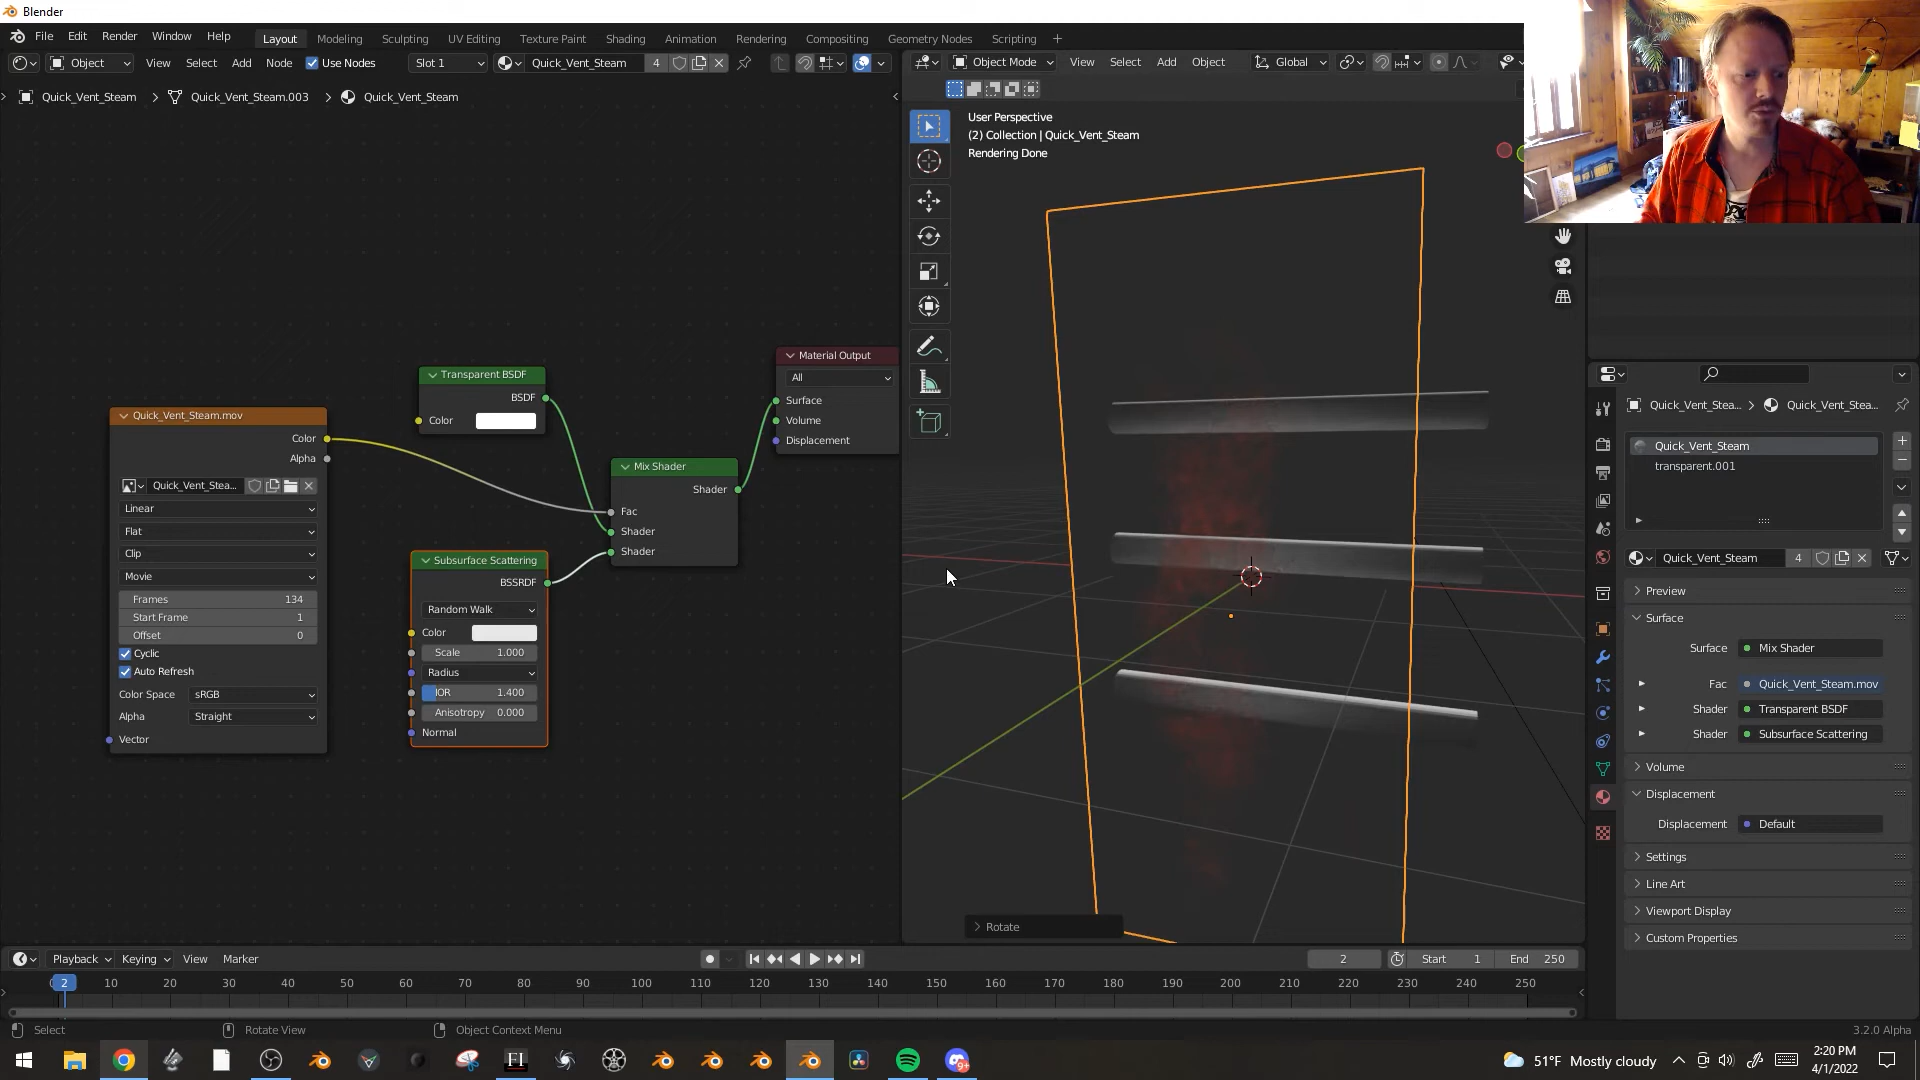 Blender
File Edit Render Window Help
Layout Modeling Sculpting UV Editing Texture Paint Shading Animation Rendering Compositing Geometry Nodes Scripting +
Object View Select Add Node Use Nodes Slot 1 Quick_Vent_Steam 4
Object Mode View Select Add Object Global
Quick_Vent_Steam > Quick_Vent_Steam.003 > Quick_Vent_Steam
User Perspective
(2) Collection | Quick_Vent_Steam
Rendering Done
Quick_Vent_Steam.mov
Color
Alpha
Quick_Vent_Stea...
Linear
Flat
Clip
Movie
Frames 134
Start Frame 1
Offset 0
Cyclic
Auto Refresh
Color Space sRGB
Alpha Straight
Vector
Transparent BSDF
BSDF
Color
Subsurface Scattering
BSSRDF
Random Walk
Color
Scale 1.000
Radius
IOR 1.400
Anisotropy 0.000
Normal
Mix Shader
Shader
Fac
Shader
Shader
Material Output
All
Surface
Volume
Displacement
Rotate
Quick_Vent_Stea... > Quick_Vent_Stea...
Quick_Vent_Steam
transparent.001
Quick_Vent_Steam 4
Preview
Surface
Surface Mix Shader
Fac Quick_Vent_Steam.mov
Shader Transparent BSDF
Shader Subsurface Scattering
Volume
Displacement
Displacement Default
Settings
Line Art
Viewport Display
Custom Properties
Playback Keying View Marker
2 Start 1 End 250
2 10 20 30 40 50 60 70 80 90 100 110 120 130 140 150 160 170 180 190 200 210 220 230 240 250
Select Rotate View Object Context Menu 3.2.0 Alpha
FI 9+ 51°F Mostly cloudy 2:20 PM
4/1/2022